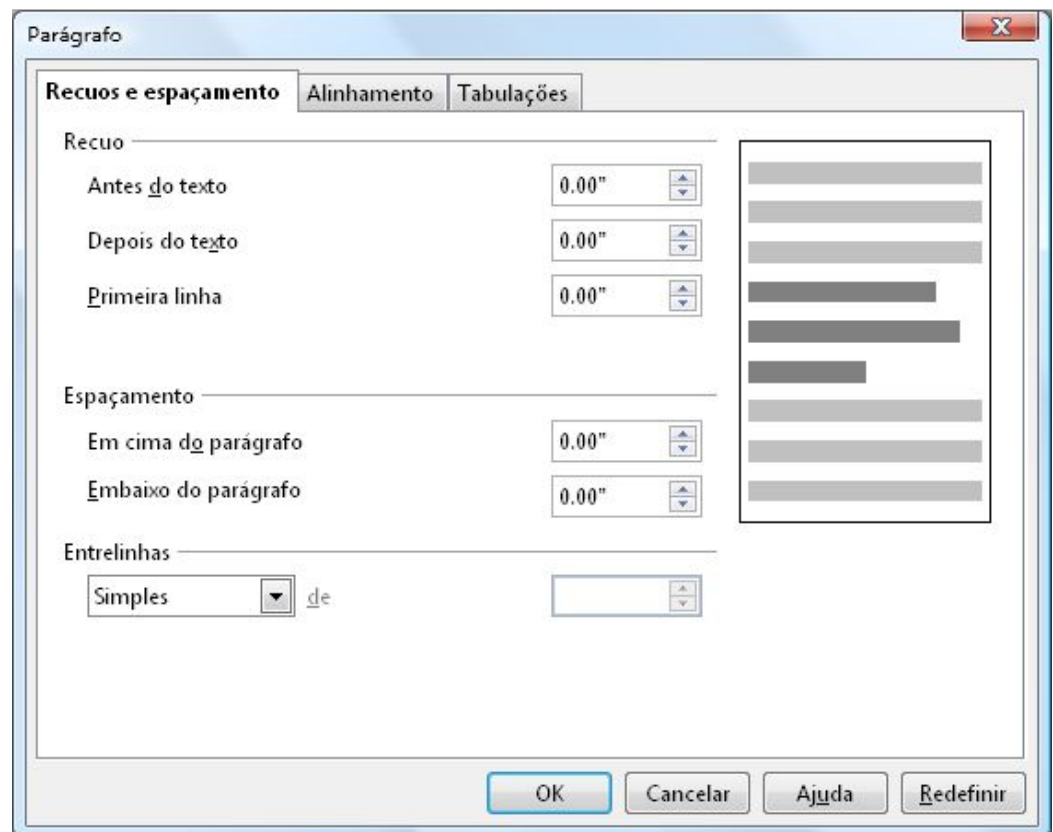 Parágrafo
Recuos e espaçamento Alinhamento Tabulações
Recuo
Antes do texto 0.00"
Depois do texto 0.00"
Primeira linha 0.00"
Espaçamento
Em cima do parágrafo 0.00"
Embaixo do parágrafo 0.00"
Entrelinhas
Simples de
OK Cancelar Ajuda Redefinir